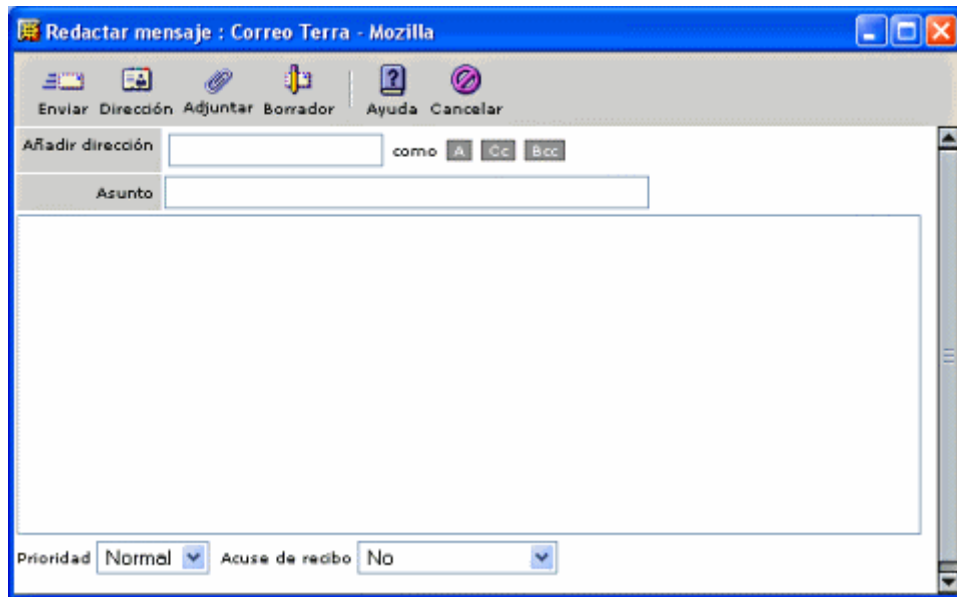 Redactar mensaje : Correo Terra - Mozilla
Enviar Dirección Adjuntar Borrador Ayuda Cancelar
Añadir dirección como A Cc Bcc
Asunto
Prioridad Normal Acuse de recibo No